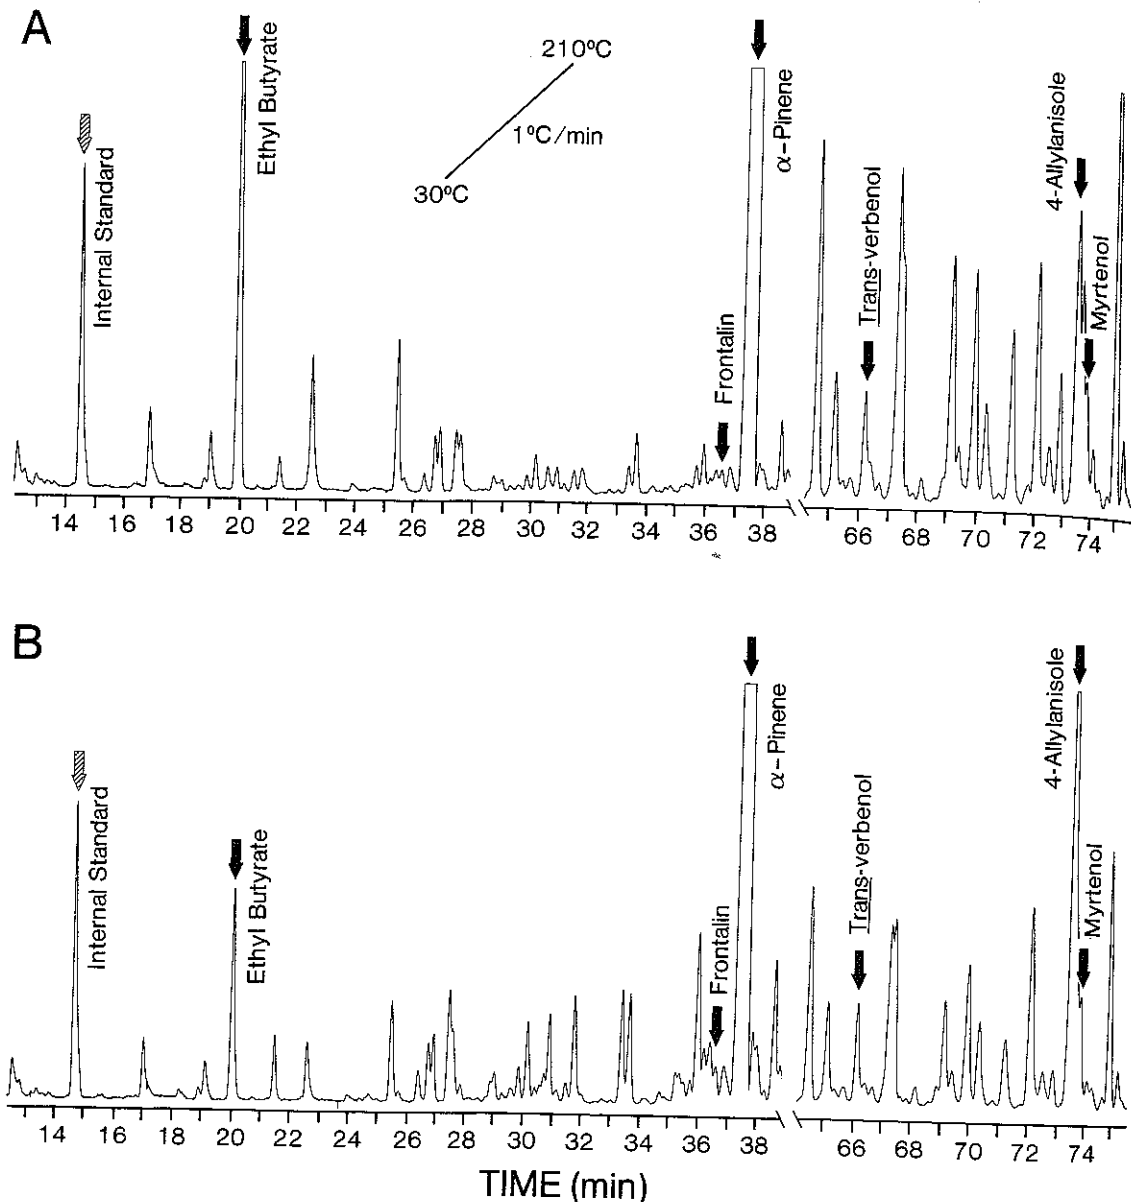 A
Internal Standard
Ethyl Butyrate
210°C
1°C/min
30°C
Frontalin
α-Pinene
Trans-verbenol
4-Allylanisole
Myrtenol
14 16 18 20 22 24 26 28 30 32 34 36 38 66 68 70 72 74
B
Internal Standard
Ethyl Butyrate
Frontalin
α-Pinene
Trans-verbenol
4-Allylanisole
Myrtenol
14 16 18 20 22 24 26 28 30 32 34 36 38 66 68 70 72 74
TIME (min)